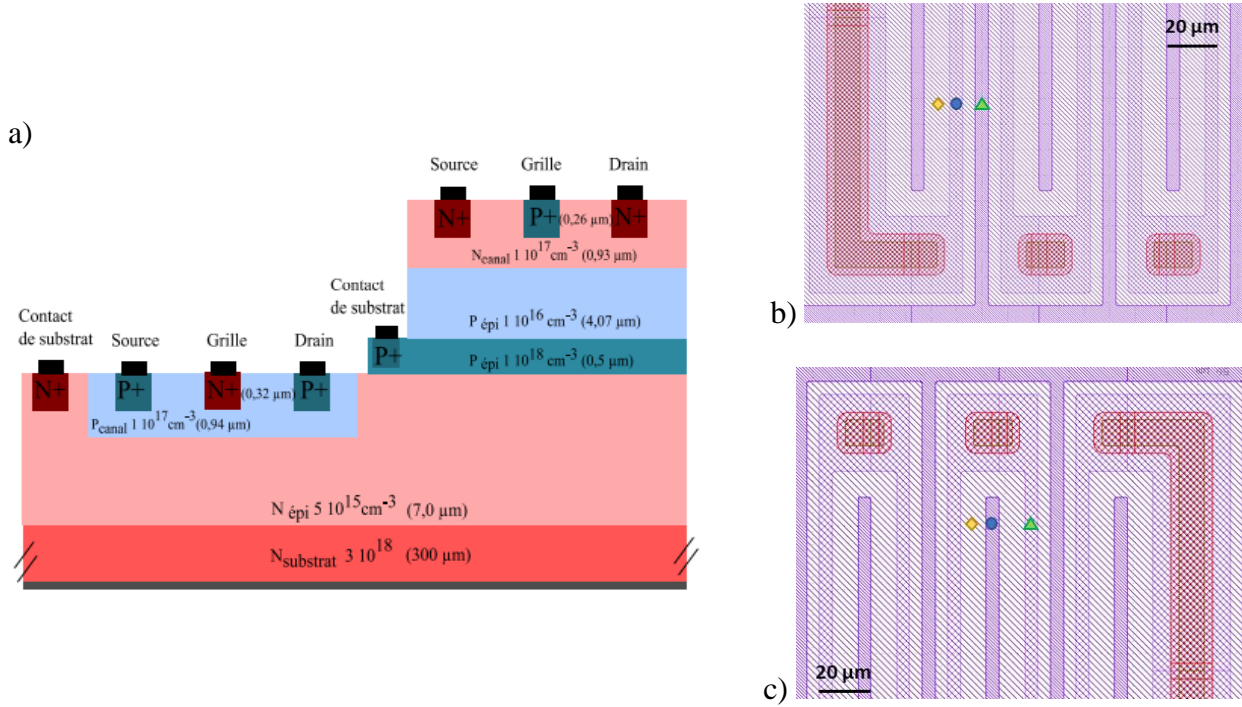 a)
Source Grille Drain
N+ P+ (0,26 µm) N+
N canal 1 10^17 cm^-3 (0,93 µm)
Contact
de substrat
P épi 1 10^16 cm^-3 (4,07 µm)
P+ P épi 1 10^18 cm^-3 (0,5 µm)
Contact
de substrat
Source Grille Drain
N+ P+ N+ (0,32 µm) P+
P canal 1 10^17 cm^-3 (0,94 µm)
N épi 5 10^15 cm^-3 (7,0 µm)
N substrat 3 10^18 (300 µm)
b)
20 µm
c)
20 µm